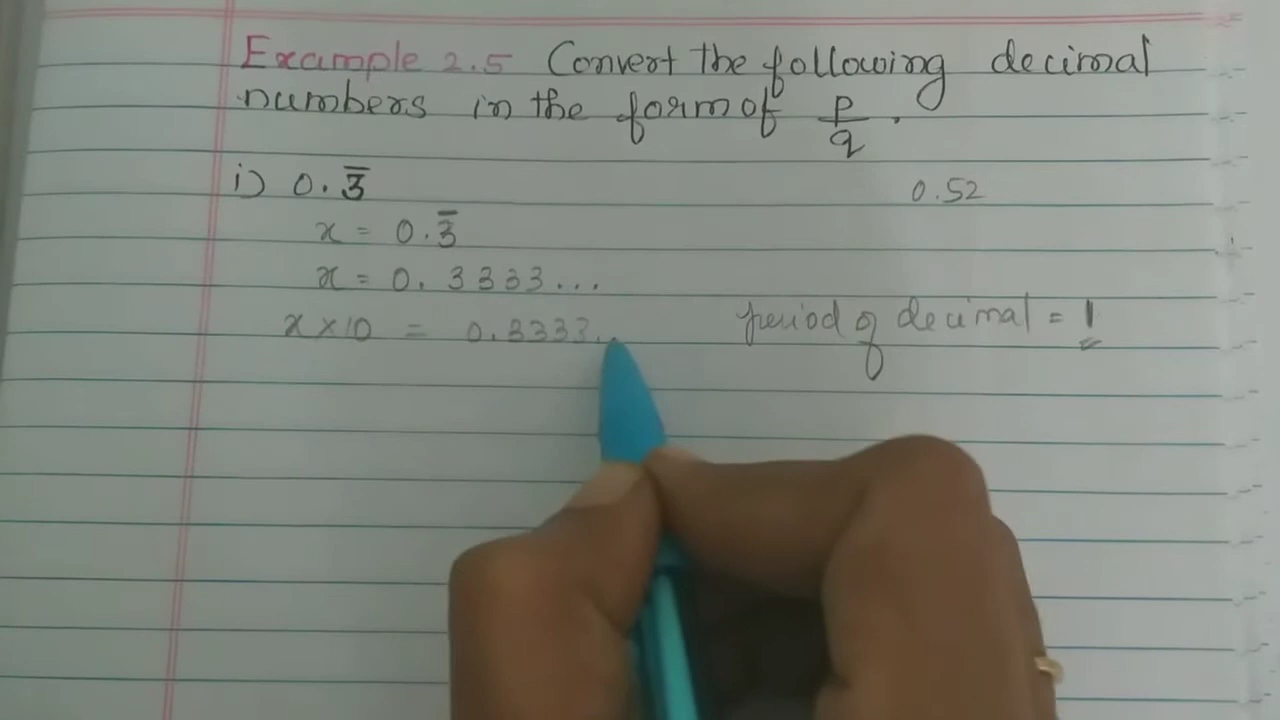 Example 2.5 Convert the following decimal
numbers in the form of p/q.
i) 0.3̅
0.52
x = 0.3̅
x = 0.3333...
x × 10 = 0.3333..
period of decimal = 1